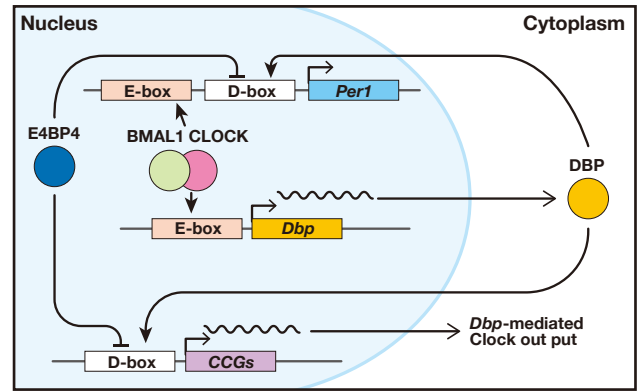 Nucleus
Cytoplasm
E-box
D-box
Per1
E4BP4
BMAL1 CLOCK
DBP
E-box
Dbp
Dbp-mediated
Clock out put
D-box
CCGs